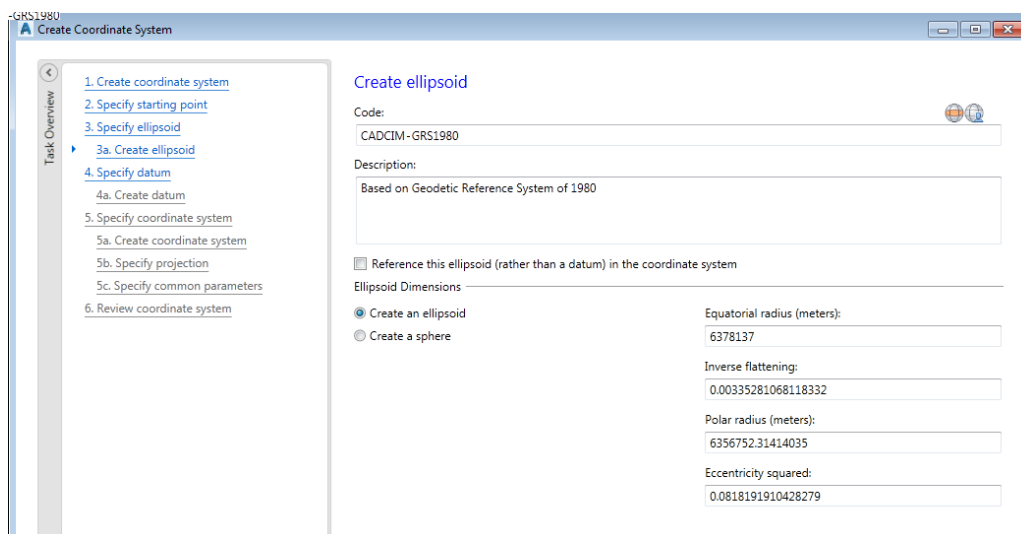 -GRS1980
Create Coordinate System
Task Overview
1. Create coordinate system
2. Specify starting point
3. Specify ellipsoid
3a. Create ellipsoid
4. Specify datum
4a. Create datum
5. Specify coordinate system
5a. Create coordinate system
5b. Specify projection
5c. Specify common parameters
6. Review coordinate system
Create ellipsoid
Code:
CADCIM-GRS1980
Description:
Based on Geodetic Reference System of 1980
Reference this ellipsoid (rather than a datum) in the coordinate system
Ellipsoid Dimensions
Create an ellipsoid
Create a sphere
Equatorial radius (meters):
6378137
Inverse flattening:
0.00335281068118332
Polar radius (meters):
6356752.31414035
Eccentricity squared:
0.0818191910428279